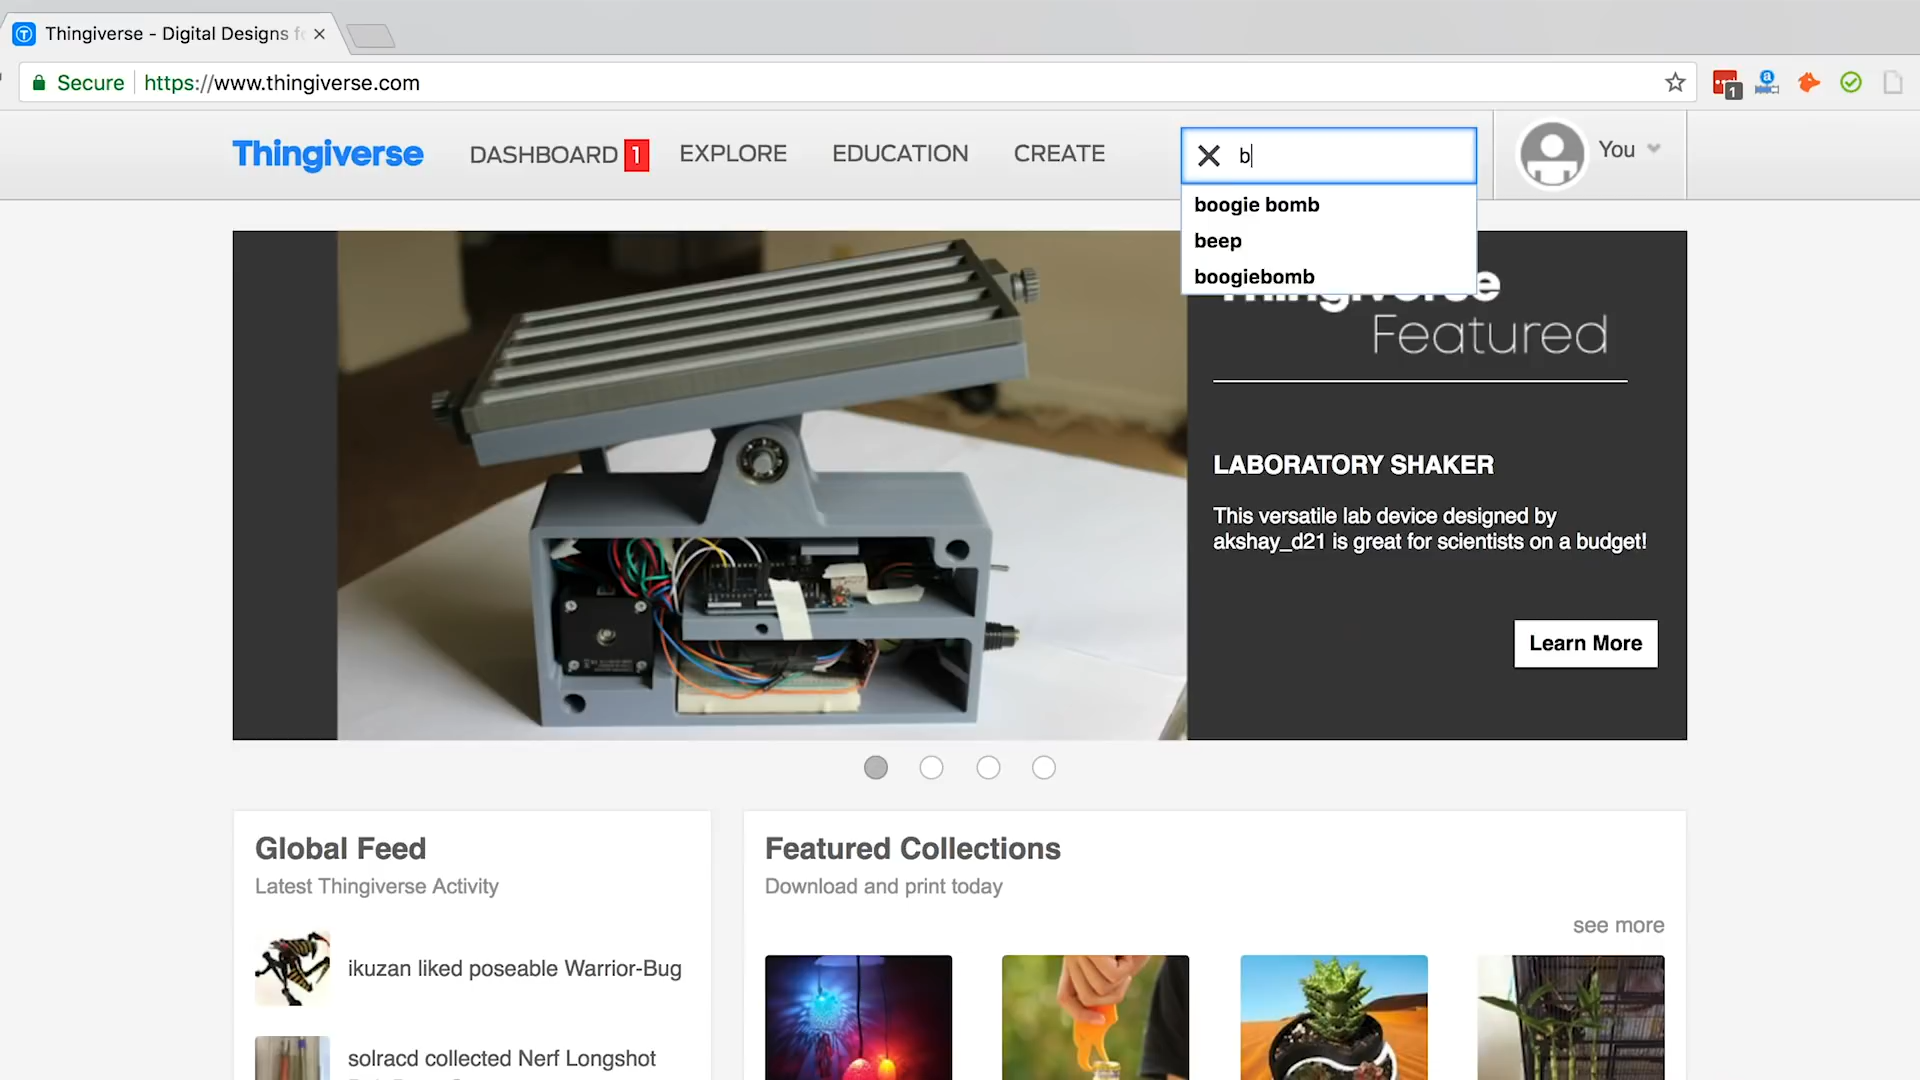 Thingiverse - Digital Designs f
Secure
https://www.thingiverse.com
1
Thingiverse
DASHBOARD 1
EXPLORE
EDUCATION
CREATE
b
You
boogie bomb
beep
boogiebomb
Thingiverse
Featured
LABORATORY SHAKER
This versatile lab device designed by
akshay_d21 is great for scientists on a budget!
Learn More
Global Feed
Latest Thingiverse Activity
ikuzan liked poseable Warrior-Bug
solracd collected Nerf Longshot
Featured Collections
Download and print today
see more